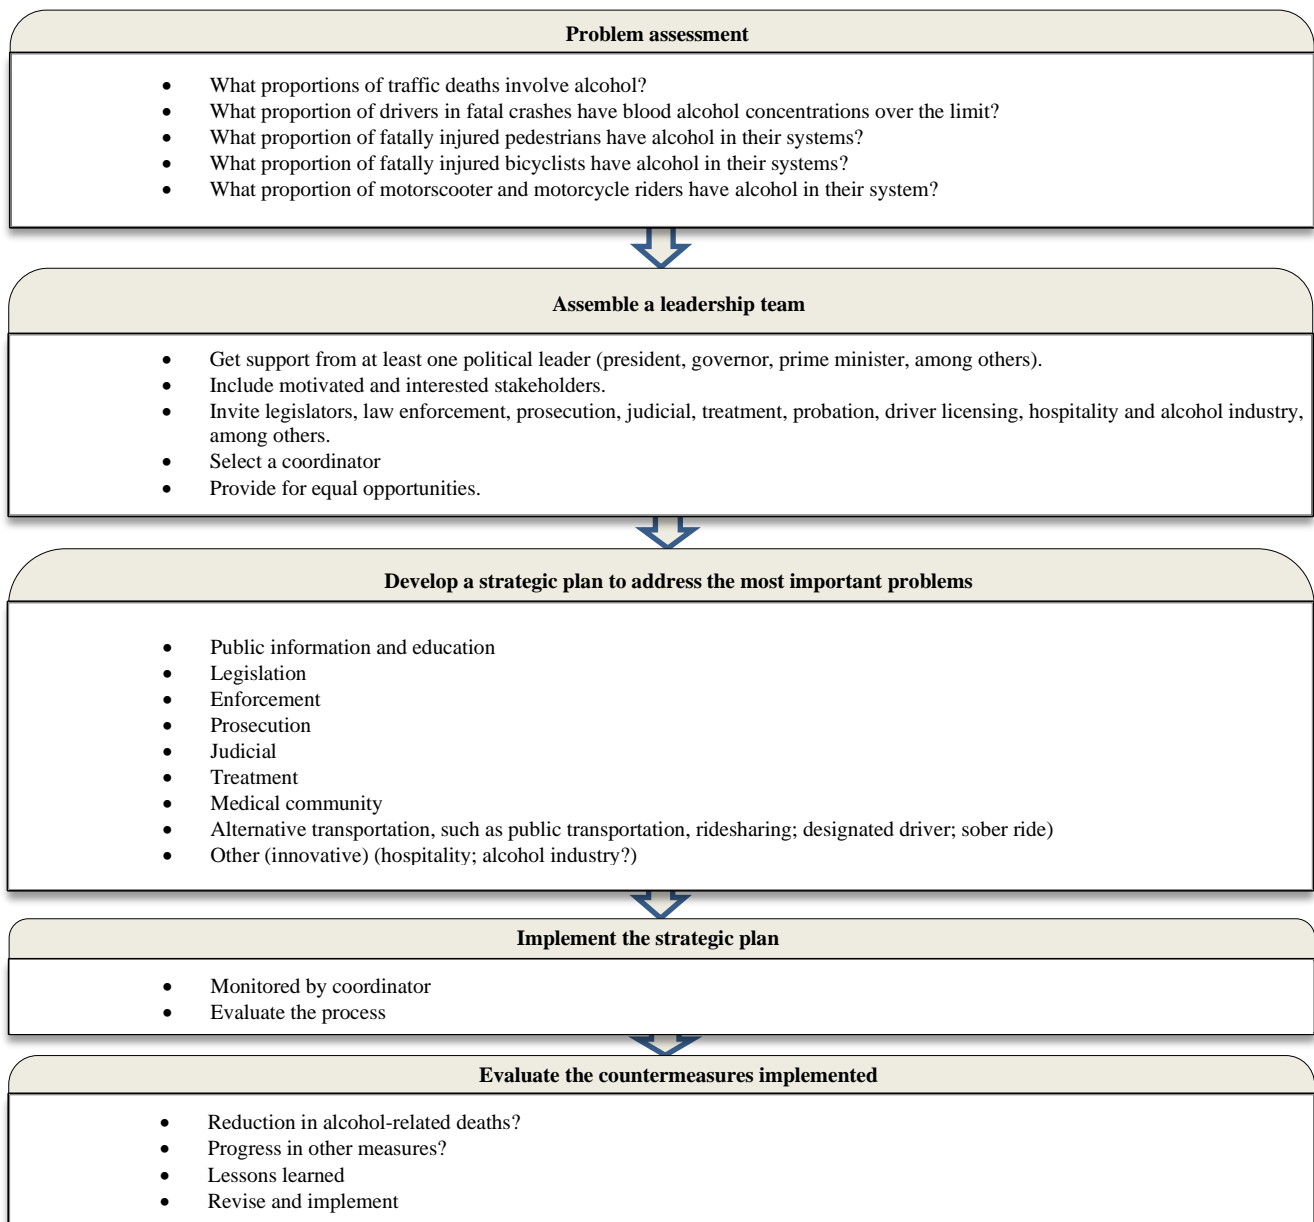 Problem assessment
• What proportions of traffic deaths involve alcohol?
• What proportion of drivers in fatal crashes have blood alcohol concentrations over the limit?
• What proportion of fatally injured pedestrians have alcohol in their systems?
• What proportion of fatally injured bicyclists have alcohol in their systems?
• What proportion of motorscooter and motorcycle riders have alcohol in their system?
Assemble a leadership team
• Get support from at least one political leader (president, governor, prime minister, among others).
• Include motivated and interested stakeholders.
• Invite legislators, law enforcement, prosecution, judicial, treatment, probation, driver licensing, hospitality and alcohol industry,
among others.
• Select a coordinator
• Provide for equal opportunities.
Develop a strategic plan to address the most important problems
• Public information and education
• Legislation
• Enforcement
• Prosecution
• Judicial
• Treatment
• Medical community
• Alternative transportation, such as public transportation, ridesharing; designated driver; sober ride)
• Other (innovative) (hospitality; alcohol industry?)
Implement the strategic plan
• Monitored by coordinator
• Evaluate the process
Evaluate the countermeasures implemented
• Reduction in alcohol-related deaths?
• Progress in other measures?
• Lessons learned
• Revise and implement